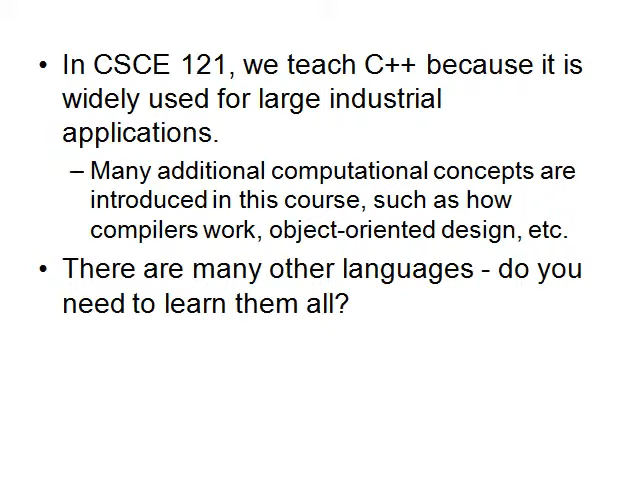 • In CSCE 121, we teach C++ because it is
widely used for large industrial
applications.
– Many additional computational concepts are
introduced in this course, such as how
compilers work, object-oriented design, etc.
• There are many other languages - do you
need to learn them all?